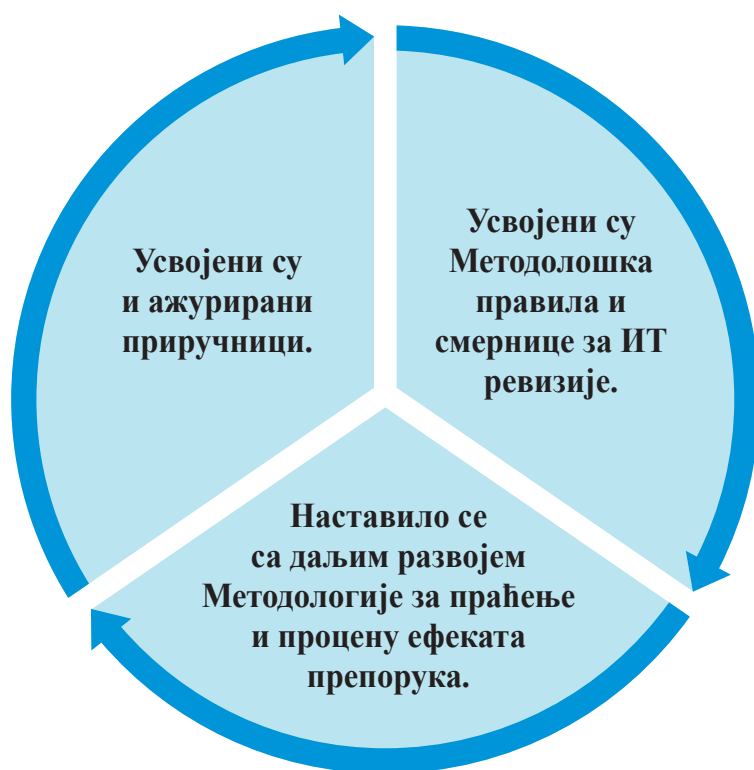 Усвојени су
и ажурирани
приручници.
Усвојени су
Методолошка
правила и
смернице за ИТ
ревизије.
Наставило се
са даљим развојем
Методологије за праћење
и процену ефеката
препорука.